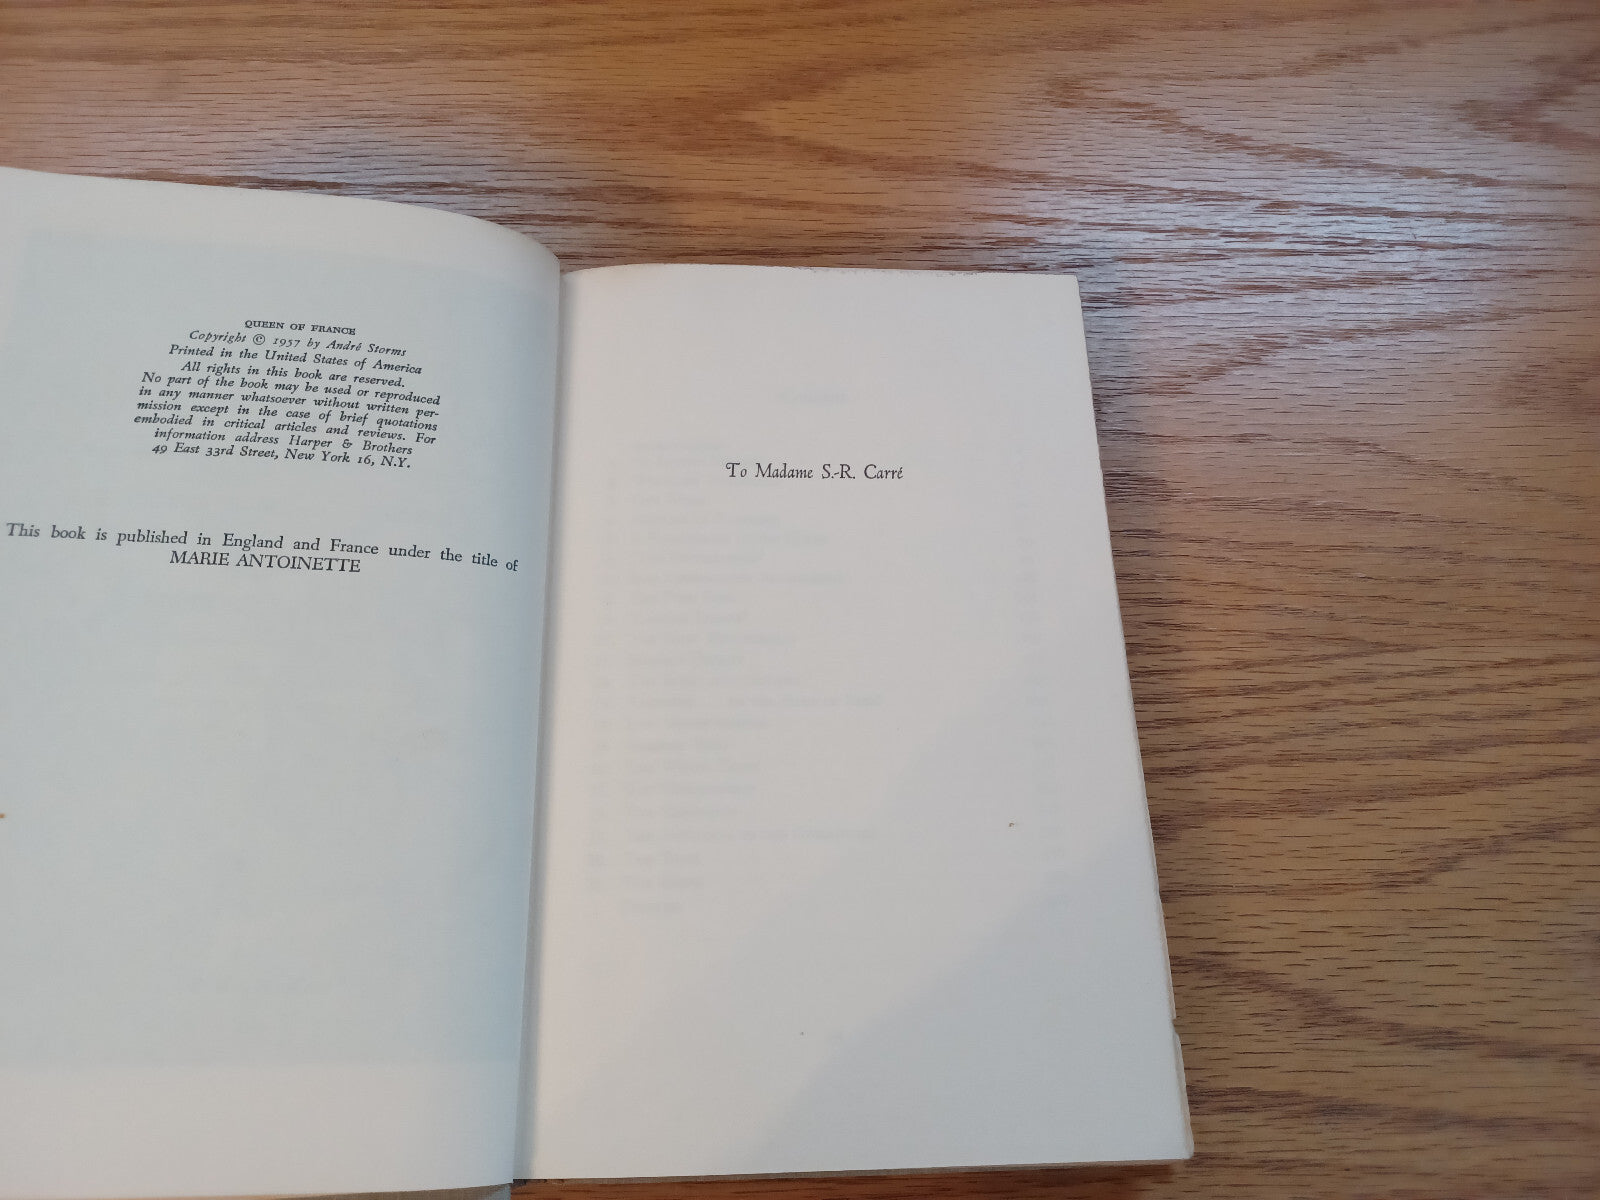 QUEEN OF FRANCE
Copyright © 1957 by André Storms
Printed in the United States of America
All rights in this book are reserved.
No part of the book may be used or reproduced
in any manner whatsoever without written per-
mission except in the case of brief quotations
embodied in critical articles and reviews. For
information address Harper & Brothers
49 East 33rd Street, New York 16, N.Y.
This book is published in England and France under the title of
MARIE ANTOINETTE
To Madame S.-R. Carré